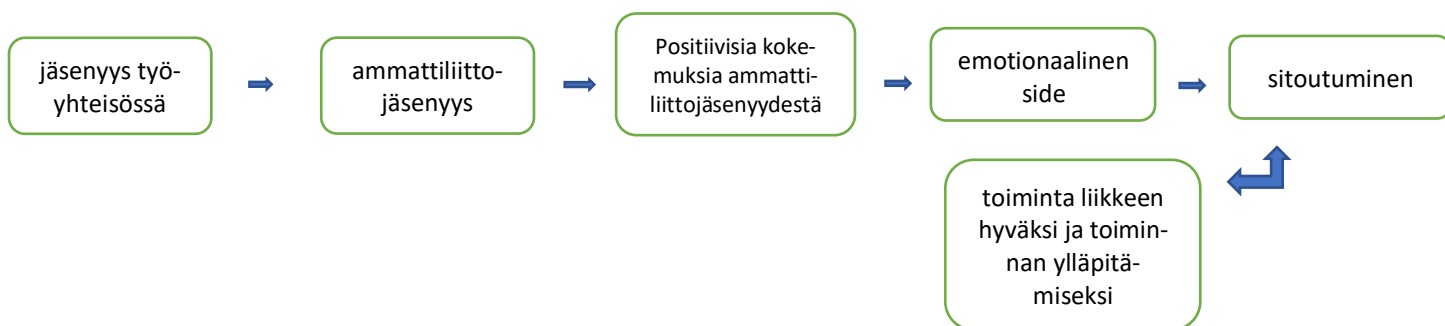 jäsenyys työ-
yhteisössä
ammattiliitto-
jäsenyys
Positiivisia koke-
muksia ammatti-
liittojäsenyydestä
emotionaalinen
side
sitoutuminen
toiminta liikkeen
hyväksi ja toimin-
nan ylläpitä-
miseksi